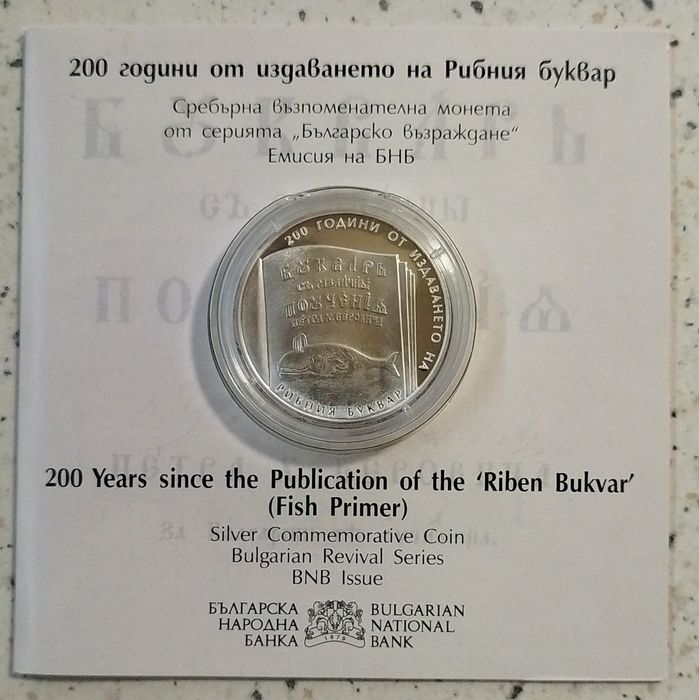 200 години от издаването на Рибния буквар
Сребърна възпоменателна монета
от серията „Българско възраждане“
Емисия на БНБ
200 ГОДИНИ ОТ ИЗДАВАНЕТО НА
РИБНИЯ БУКВАР
200 Years since the Publication of the ‘Riben Bukvar’
(Fish Primer)
Silver Commemorative Coin
Bulgarian Revival Series
BNB Issue
БЪЛГАРСКА
НАРОДНА
БАНКА
1879
BULGARIAN
NATIONAL
BANK